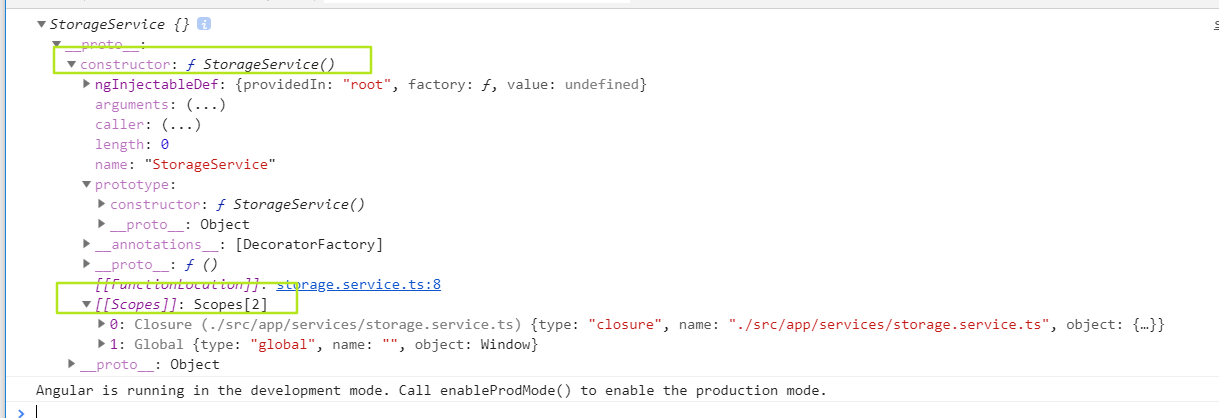 StorageService {} i
__proto__:
constructor: ƒ StorageService()
ngInjectableDef: {providedIn: "root", factory: ƒ, value: undefined}
arguments: (...)
caller: (...)
length: 0
name: "StorageService"
prototype:
constructor: ƒ StorageService()
__proto__: Object
__annotations__: [DecoratorFactory]
__proto__: ƒ ()
[[FunctionLocation]]: storage.service.ts:8
[[Scopes]]: Scopes[2]
0: Closure (./src/app/services/storage.service.ts) {type: "closure", name: "./src/app/services/storage.service.ts", object: {…}}
1: Global {type: "global", name: "", object: Window}
__proto__: Object
Angular is running in the development mode. Call enableProdMode() to enable the production mode.